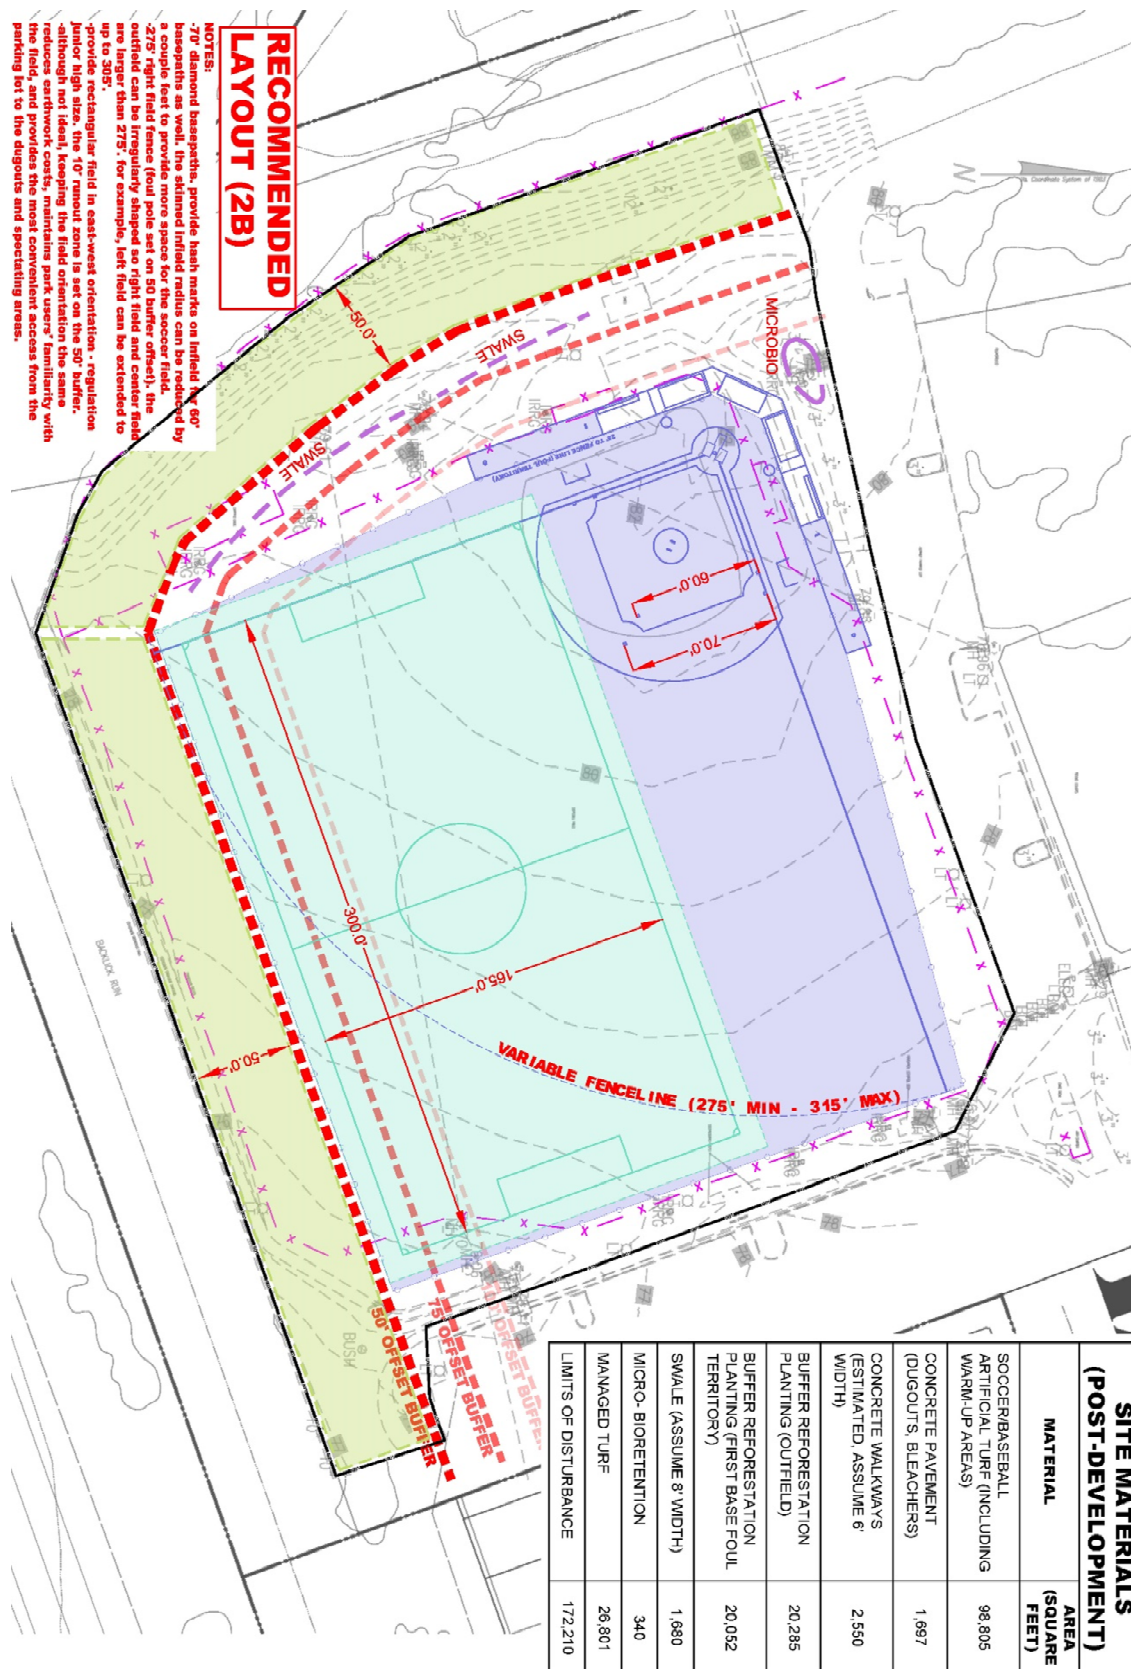 RECOMMENDED
LAYOUT (2B)
NOTES:
-70' diamond basepaths. provide hash marks on infield for 60'
basepaths as well. the skinned infield radius can be reduced by
a couple feet to provide more space for the soccer field.
-275' right field fence (foul pole set on 50 buffer offset). the
outfield can be irregularly shaped so right field and center field
are larger than 275'. for example, left field can be extended to
up to 305'.
-provide rectangular field in east-west orientation - regulation
junior high size. the 10' runout zone is set on the 50' buffer.
-although not ideal, keeping the field orientation the same
reduces earthwork costs, maintains park users' familiarity with
the field, and provides the most convenient access from the
parking lot to the dugouts and spectating areas.
N
MICROBIO
SWALE
SWALE
50.0'
60.0'
70.0'
300.0'
165.0'
50.0'
VARIABLE FENCELINE (275' MIN - 315' MAX)
BACKLICK RUN
BUSH
50' OFFSET BUFFER
75' OFFSET BUFFER
OFFSET BUFFER
SITE MATERIALS
(POST-DEVELOPMENT)
MATERIAL
AREA
(SQUARE
FEET)
SOCCER/BASEBALL
ARTIFICIAL TURF (INCLUDING
WARM-UP AREAS)
98,805
CONCRETE PAVEMENT
(DUGOUTS, BLEACHERS)
1,697
CONCRETE WALKWAYS
(ESTIMATED, ASSUME 6'
WIDTH)
2,550
BUFFER REFORESTATION
PLANTING (OUTFIELD)
20,285
BUFFER REFORESTATION
PLANTING (FIRST BASE FOUL
TERRITORY)
20,052
SWALE (ASSUME 8' WIDTH)
1,680
MICRO- BIORETENTION
340
MANAGED TURF
26,801
LIMITS OF DISTURBANCE
172,210